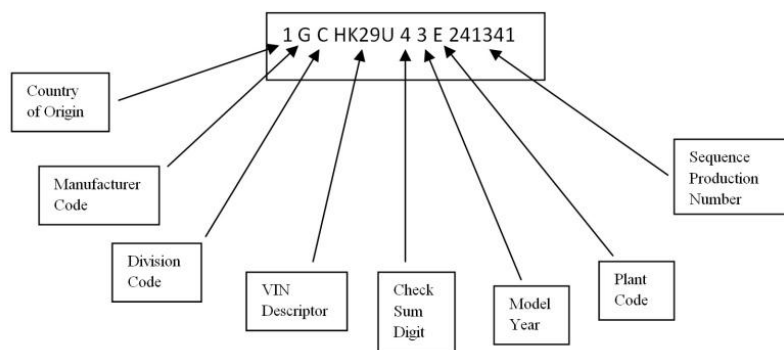 1 G C HK29U 4 3 E 241341
Country
of Origin
Sequence
Production
Number
Manufacturer
Code
Division
Code
VIN
Descriptor
Check
Sum
Digit
Model
Year
Plant
Code